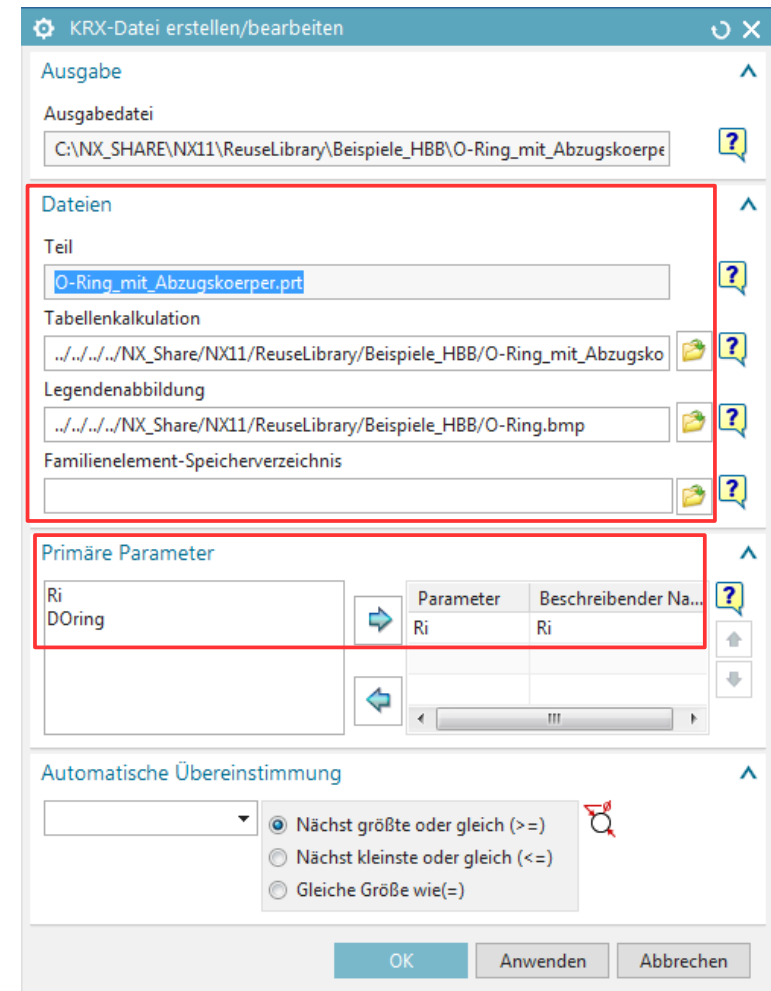 KRX-Datei erstellen/bearbeiten
Ausgabe
Ausgabedatei
C:\NX_SHARE\NX11\ReuseLibrary\Beispiele_HBB\O-Ring_mit_Abzugskoerpe
Dateien
Teil
O-Ring_mit_Abzugskoerper.prt
Tabellenkalkulation
../../../../NX_Share/NX11/ReuseLibrary/Beispiele_HBB/O-Ring_mit_Abzugsko
Legendenabbildung
../../../../NX_Share/NX11/ReuseLibrary/Beispiele_HBB/O-Ring.bmp
Familienelement-Speicherverzeichnis
Primäre Parameter
Ri
DOring
Parameter Beschreibender Na...
Ri Ri
Automatische Übereinstimmung
Nächst größte oder gleich (>=)
Nächst kleinste oder gleich (<=)
Gleiche Größe wie(=)
OK Anwenden Abbrechen